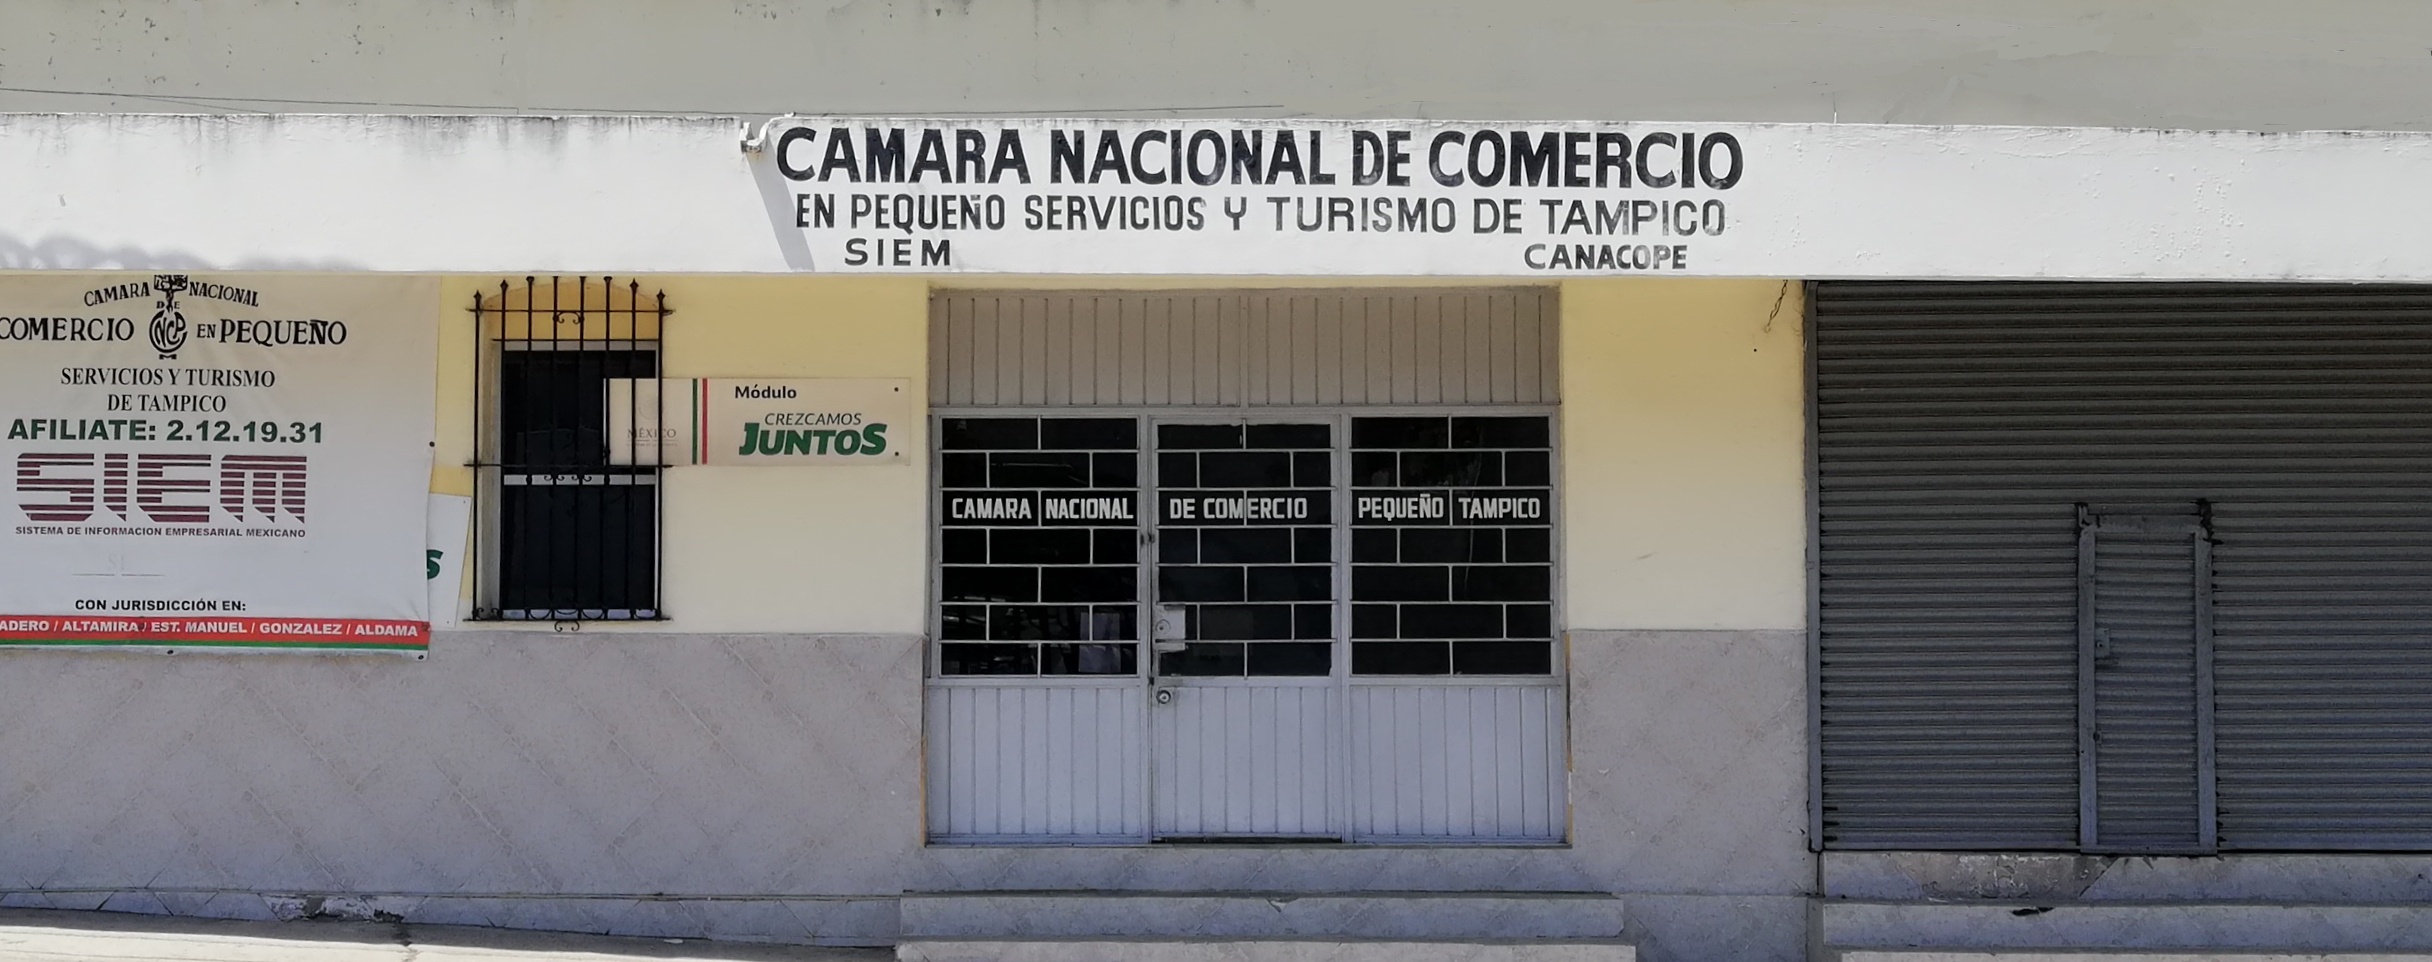 CAMARA NACIONAL DE COMERCIO
EN PEQUEÑO SERVICIOS Y TURISMO DE TAMPICO
SIEM CANACOPE
CAMARA NACIONAL
DE
COMERCIO EN PEQUEÑO
SERVICIOS Y TURISMO
DE TAMPICO
AFILIATE: 2.12.19.31
SIEM
SISTEMA DE INFORMACION EMPRESARIAL MEXICANO
CON JURISDICCIÓN EN:
ADERO / ALTAMIRA / EST. MANUEL / GONZALEZ / ALDAMA
S
MÉXICO
Módulo
CREZCAMOS
JUNTOS
CAMARA NACIONAL DE COMERCIO PEQUEÑO TAMPICO